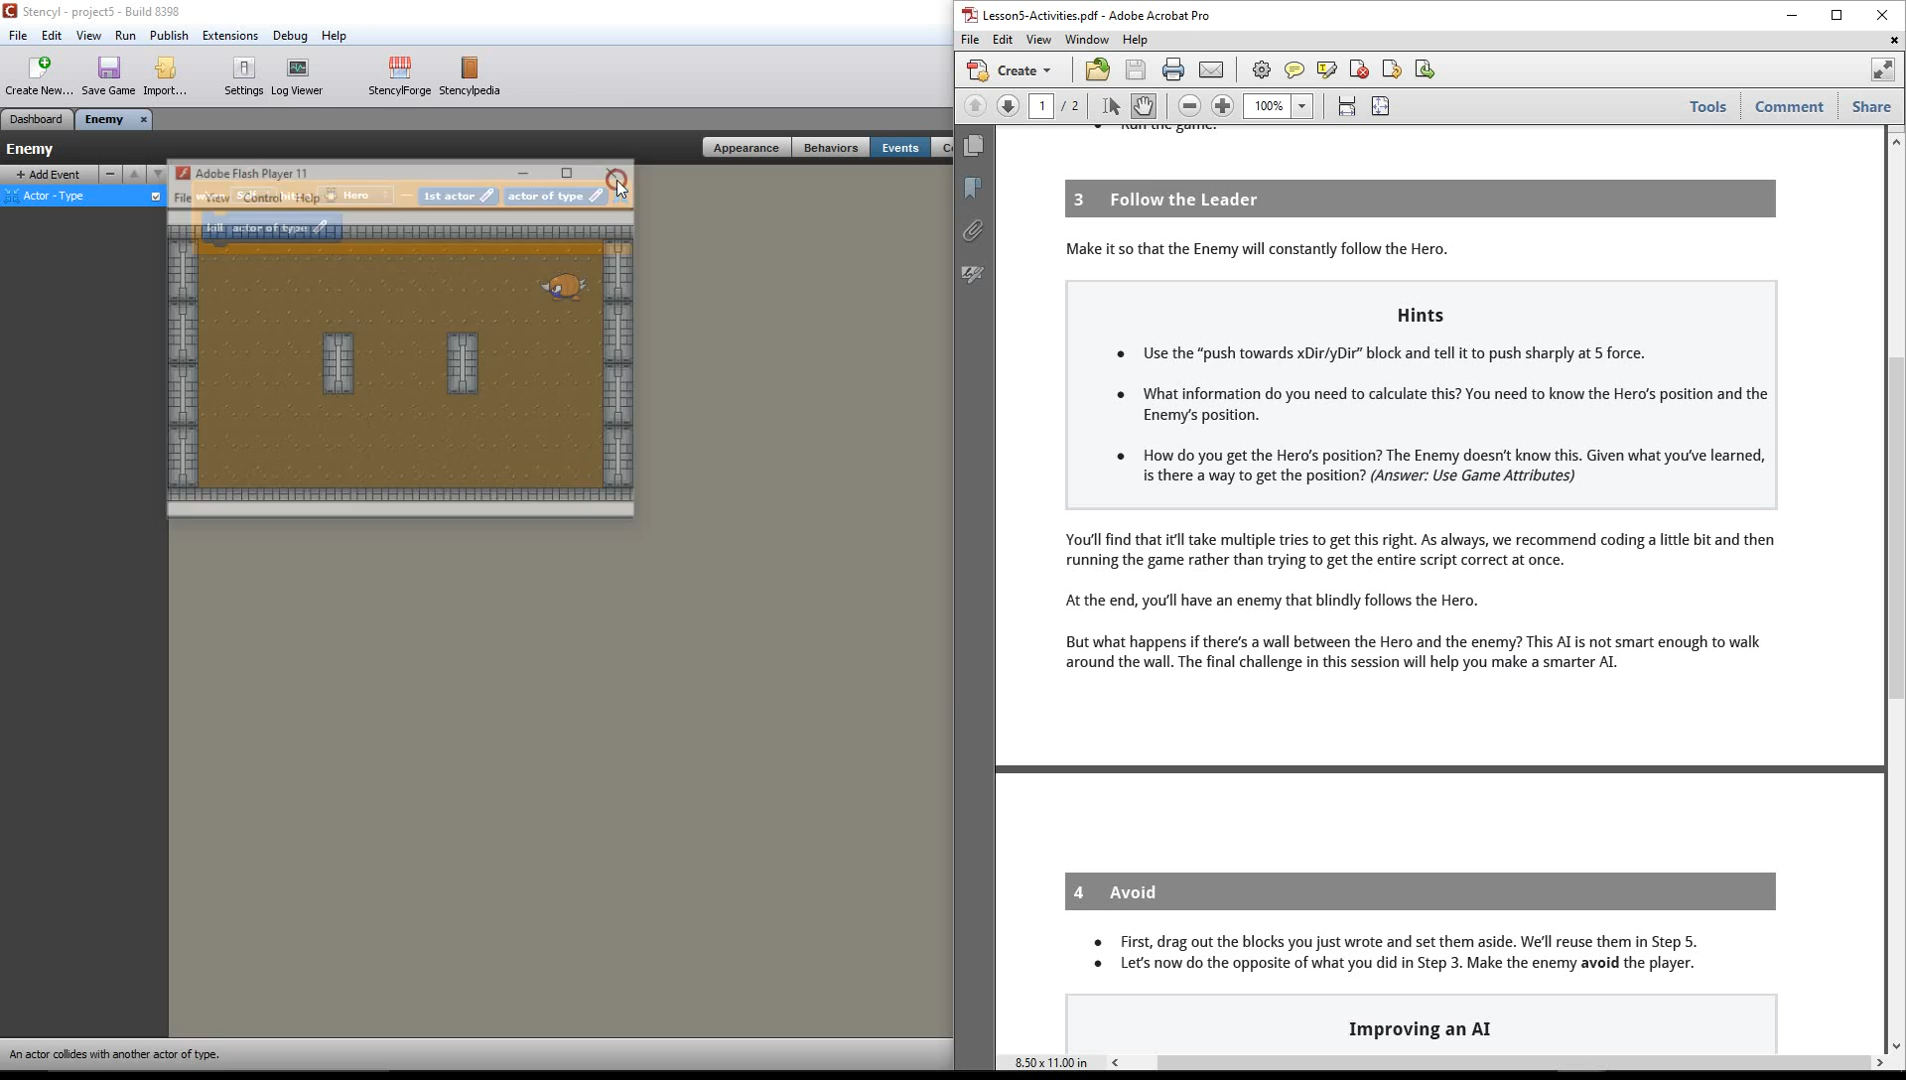 Stencyl - project5 - Build 8398
File Edit View Run Publish Extensions Debug Help
Create New... Save Game Import... Settings Log Viewer StencylForge Stencylpedia
Dashboard Enemy ×
Enemy
Appearance Behaviors Events
+ Add Event
Actor - Type
Adobe Flash Player 11
File View Control Help
Hero 1st actor actor of type
kill actor of type
An actor collides with another actor of type.
Lesson5-Activities.pdf - Adobe Acrobat Pro
File Edit View Window Help
Create
1 / 2 100% Tools Comment Share
Run the game.
3 Follow the Leader
Make it so that the Enemy will constantly follow the Hero.
Hints
● Use the “push towards xDir/yDir” block and tell it to push sharply at 5 force.
● What information do you need to calculate this? You need to know the Hero’s position and the
Enemy’s position.
● How do you get the Hero’s position? The Enemy doesn’t know this. Given what you’ve learned,
is there a way to get the position? (Answer: Use Game Attributes)
You’ll find that it’ll take multiple tries to get this right. As always, we recommend coding a little bit and then
running the game rather than trying to get the entire script correct at once.
At the end, you’ll have an enemy that blindly follows the Hero.
But what happens if there’s a wall between the Hero and the enemy? This AI is not smart enough to walk
around the wall. The final challenge in this session will help you make a smarter AI.
4 Avoid
● First, drag out the blocks you just wrote and set them aside. We’ll reuse them in Step 5.
● Let’s now do the opposite of what you did in Step 3. Make the enemy avoid the player.
Improving an AI
8.50 x 11.00 in